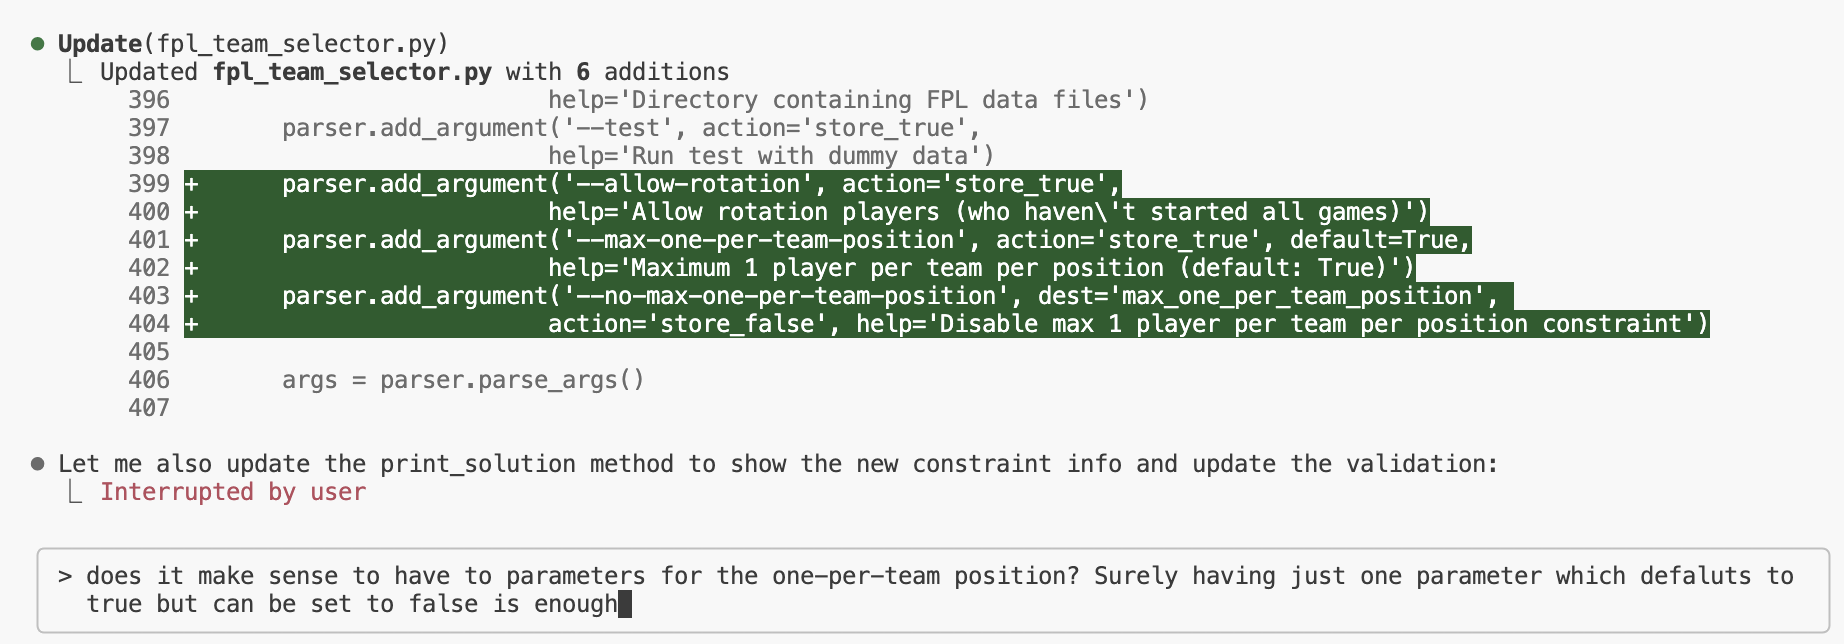 ● Update(fpl_team_selector.py)
⎿ Updated fpl_team_selector.py with 6 additions
396                           help='Directory containing FPL data files')
397        parser.add_argument('--test', action='store_true',
398                           help='Run test with dummy data')
399 +      parser.add_argument('--allow-rotation', action='store_true',
400 +                         help='Allow rotation players (who haven\'t started all games)')
401 +      parser.add_argument('--max-one-per-team-position', action='store_true', default=True,
402 +                         help='Maximum 1 player per team per position (default: True)')
403 +      parser.add_argument('--no-max-one-per-team-position', dest='max_one_per_team_position',
404 +                         action='store_false', help='Disable max 1 player per team per position constraint')
405
406        args = parser.parse_args()
407
● Let me also update the print_solution method to show the new constraint info and update the validation:
⎿ Interrupted by user
> does it make sense to have to parameters for the one-per-team position? Surely having just one parameter which defaluts to
true but can be set to false is enough